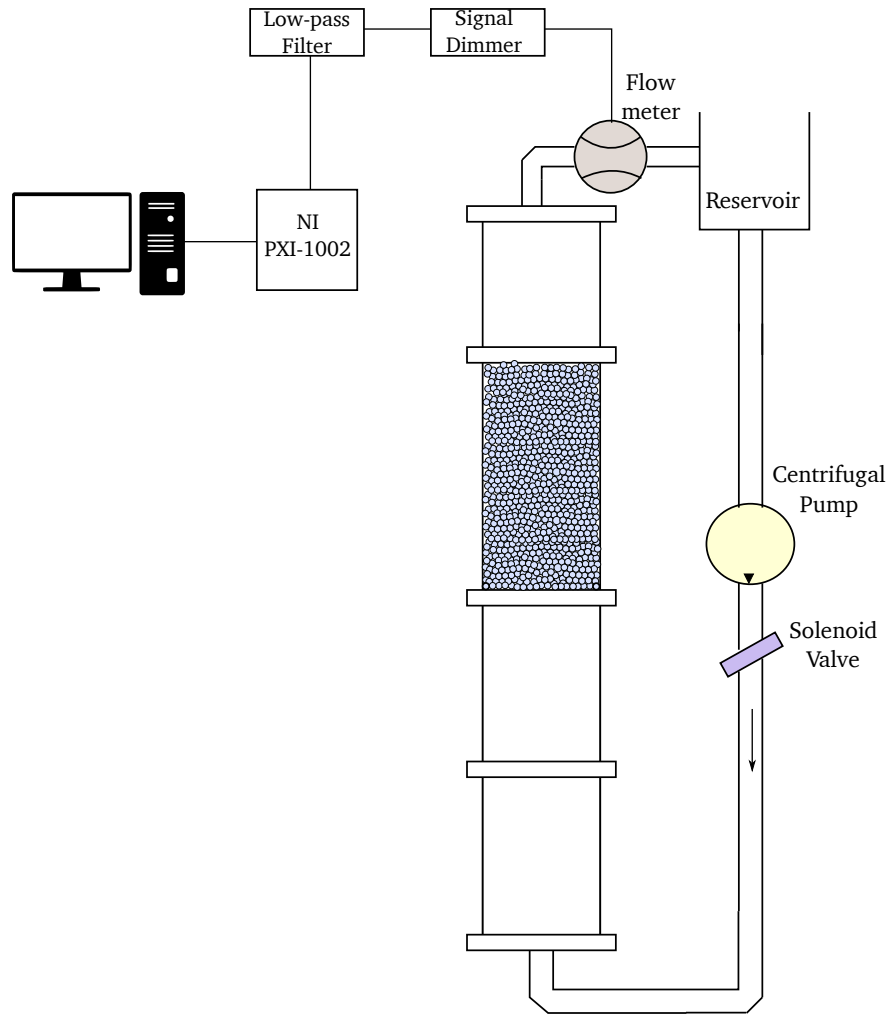 Low-pass
Filter
Signal
Dimmer
Flow
meter
Reservoir
NI
PXI-1002
Centrifugal
Pump
Solenoid
Valve